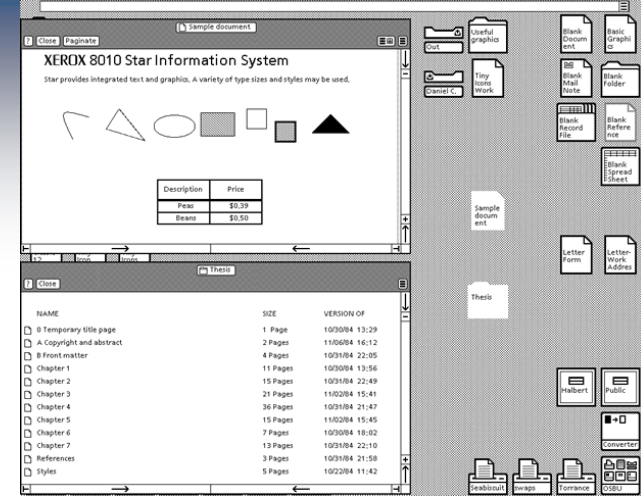 Sample document
? Close Paginate
XEROX 8010 Star Information System
Star provides integrated text and graphics. A variety of type sizes and styles may be used.
Description Price
Peas $0.39
Beans $0.50
Thesis
? Close
NAME SIZE VERSION OF
0 Temporary title page 1 Page 10/30/84 13:29
A Copyright and abstract 2 Pages 11/06/84 16:12
B Front matter 4 Pages 10/31/84 22:05
Chapter 1 11 Pages 10/30/84 13:56
Chapter 2 15 Pages 10/31/84 22:49
Chapter 3 21 Pages 11/02/84 15:41
Chapter 4 36 Pages 10/31/84 21:47
Chapter 5 15 Pages 11/02/84 15:45
Chapter 6 7 Pages 10/30/84 18:02
Chapter 7 13 Pages 10/31/84 22:10
References 3 Pages 10/31/84 21:58
Styles 5 Pages 10/22/84 11:42
Out
Useful
graphics
Blank
Docum
ent
Basic
Graphi
cs
Daniel C.
Tiny
Icons
Work
Blank
Mail
Note
Blank
Folder
Blank
Record
File
Blank
Refere
nce
Blank
Spread
Sheet
Sample
docum
ent
Letter
Form
Letter-
Work
Addres
Thesis
Halbert
Public
Converter
Seabiscuit
swaps
Torrance
OSBU